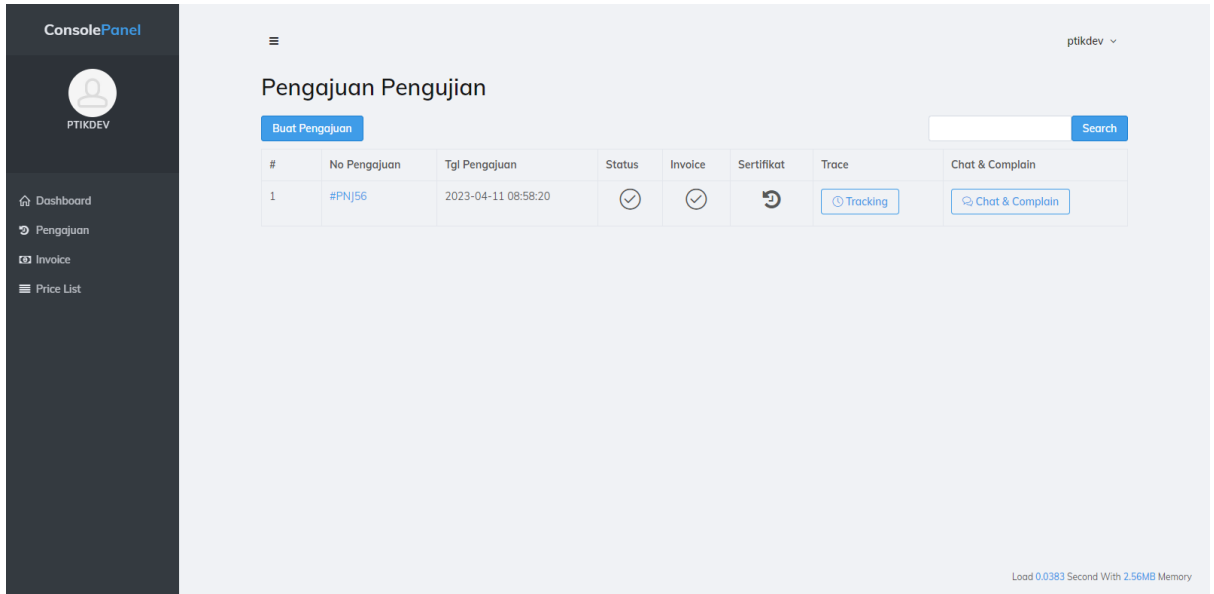 ConsolePanel
PTIKDEV
Dashboard
Pengajuan
Invoice
Price List
ptikdev
Pengajuan Pengujian
Buat Pengajuan
Search
# No Pengajuan Tgl Pengajuan Status Invoice Sertifikat Trace Chat & Complain
1 #PNJ56 2023-04-11 08:58:20 Tracking Chat & Complain
Load 0.0383 Second With 2.56MB Memory